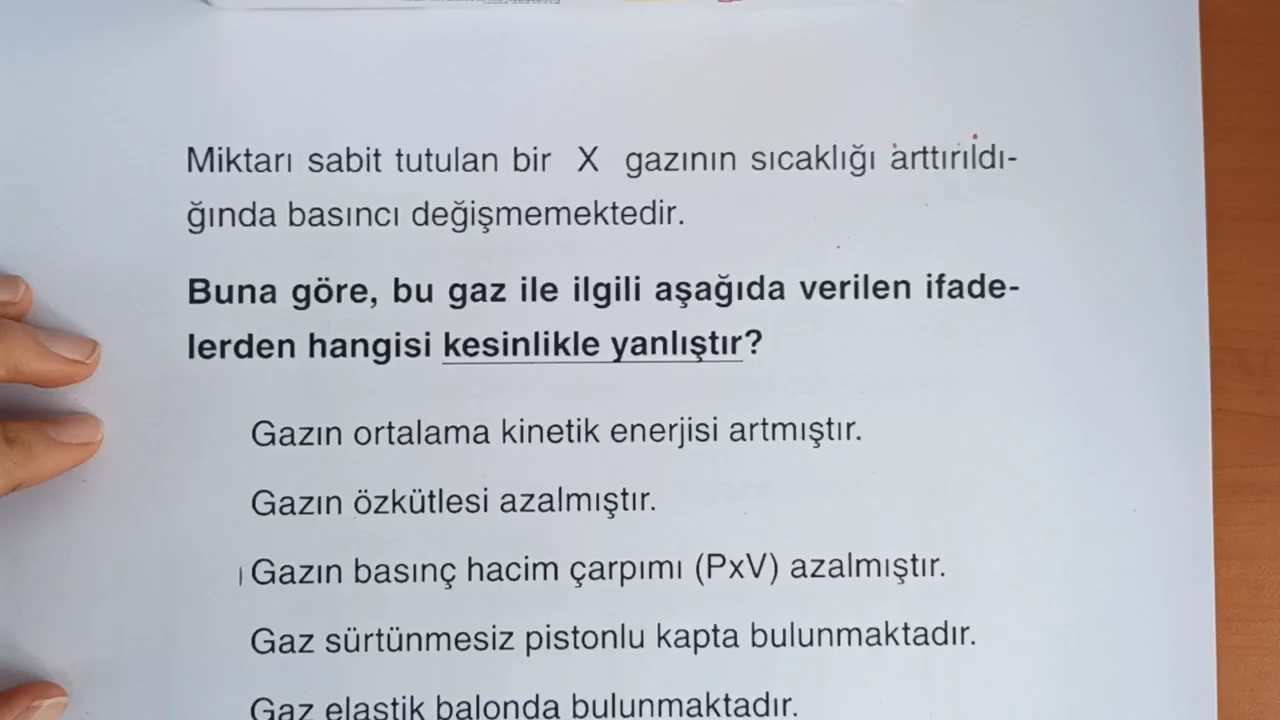 Miktarı sabit tutulan bir X gazının sıcaklığı arttırıldı-
ğında basıncı değişmemektedir.
Buna göre, bu gaz ile ilgili aşağıda verilen ifade-
lerden hangisi kesinlikle yanlıştır?
Gazın ortalama kinetik enerjisi artmıştır.
Gazın özkütlesi azalmıştır.
Gazın basınç hacim çarpımı (PxV) azalmıştır.
Gaz sürtünmesiz pistonlu kapta bulunmaktadır.
Gaz elastik balonda bulunmaktadır.